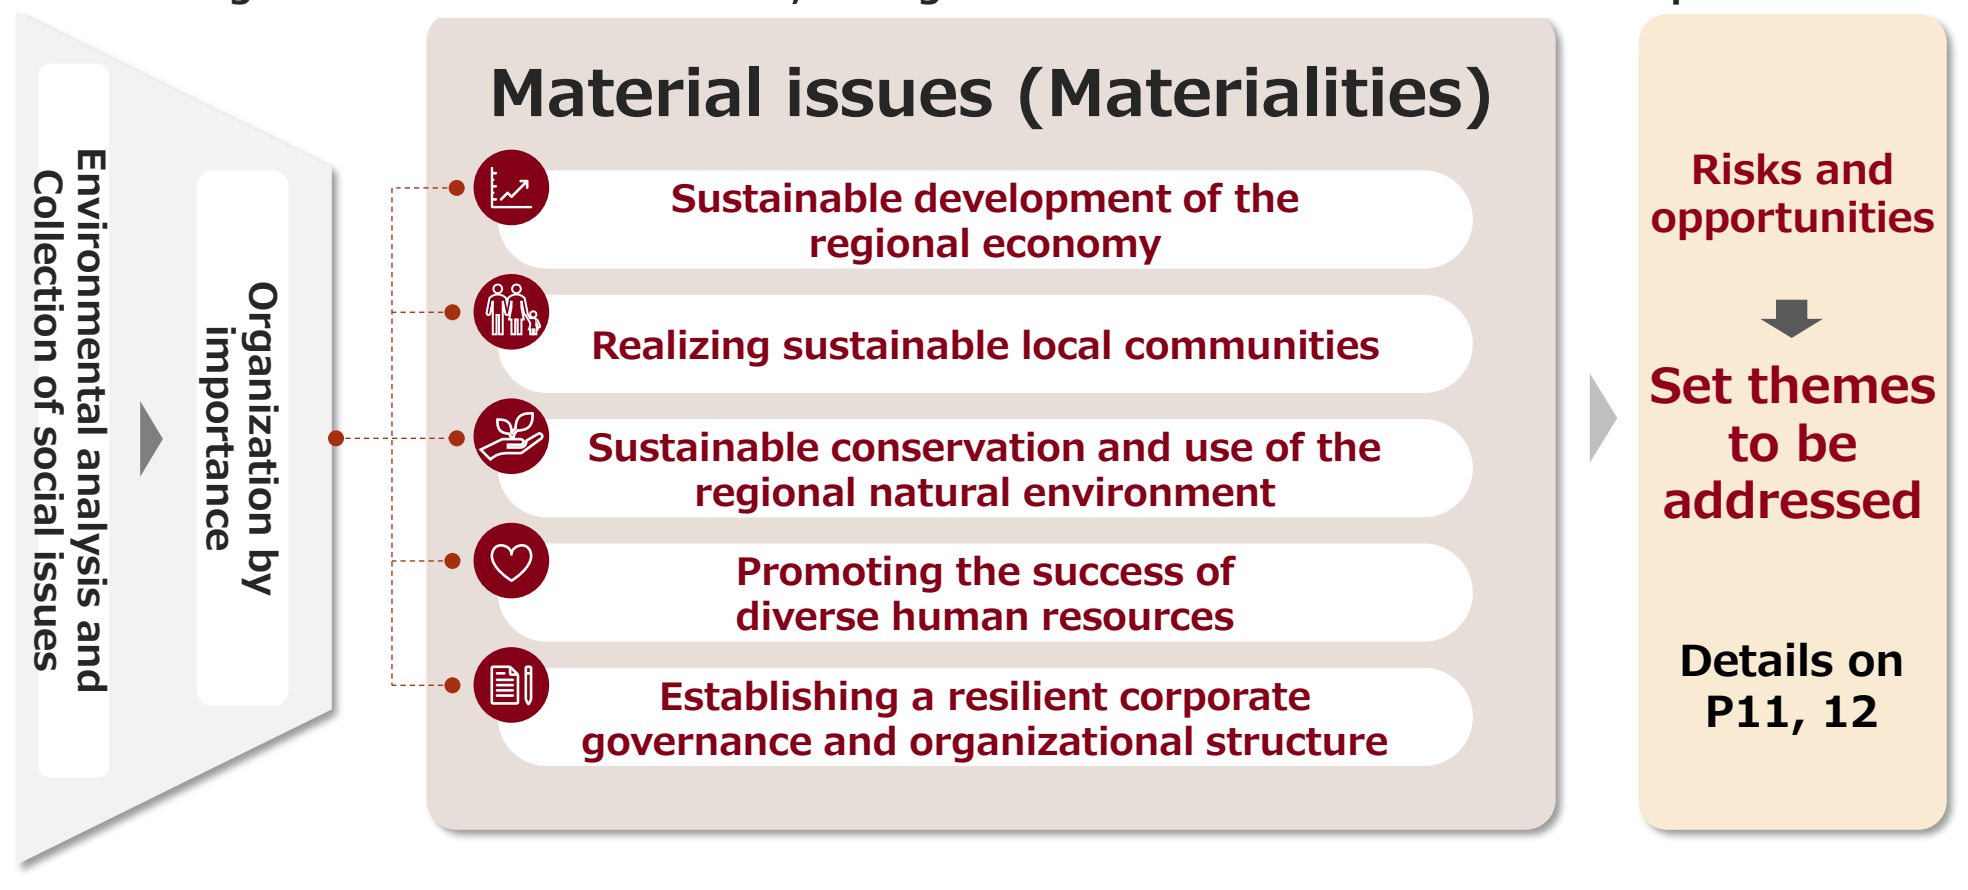 Environmental analysis and
Collection of social issues
Organization by
importance
Material issues (Materialities)
Sustainable development of the
regional economy
Realizing sustainable local communities
Sustainable conservation and use of the
regional natural environment
Promoting the success of
diverse human resources
Establishing a resilient corporate
governance and organizational structure
Risks and
opportunities
Set themes
to be
addressed
Details on
P11, 12